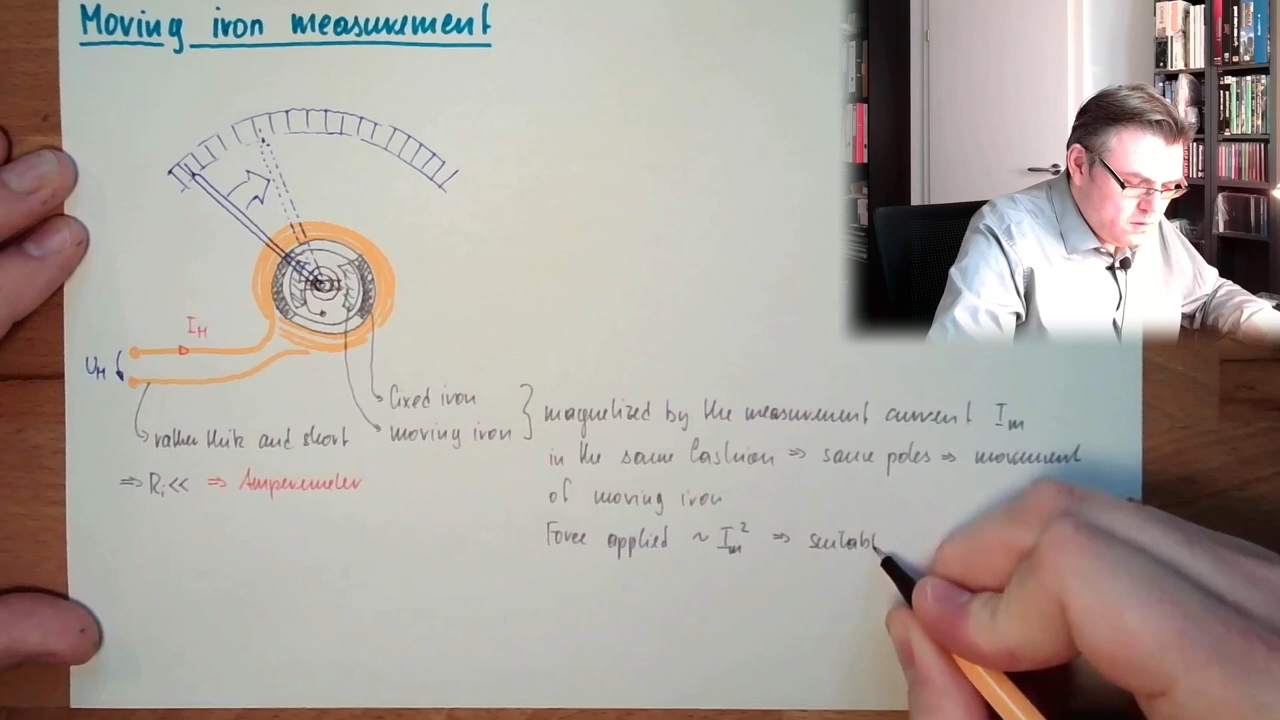 Moving iron measurement
I_M
U_M
fixed iron
moving iron
rather thik and short
⇒ R_i << ⇒ Amperemeter
magnetized by the measurement current I_m
in the same fashion ⇒ same poles ⇒ movement
of moving iron
Force applied ~ I_m² ⇒ suitabl